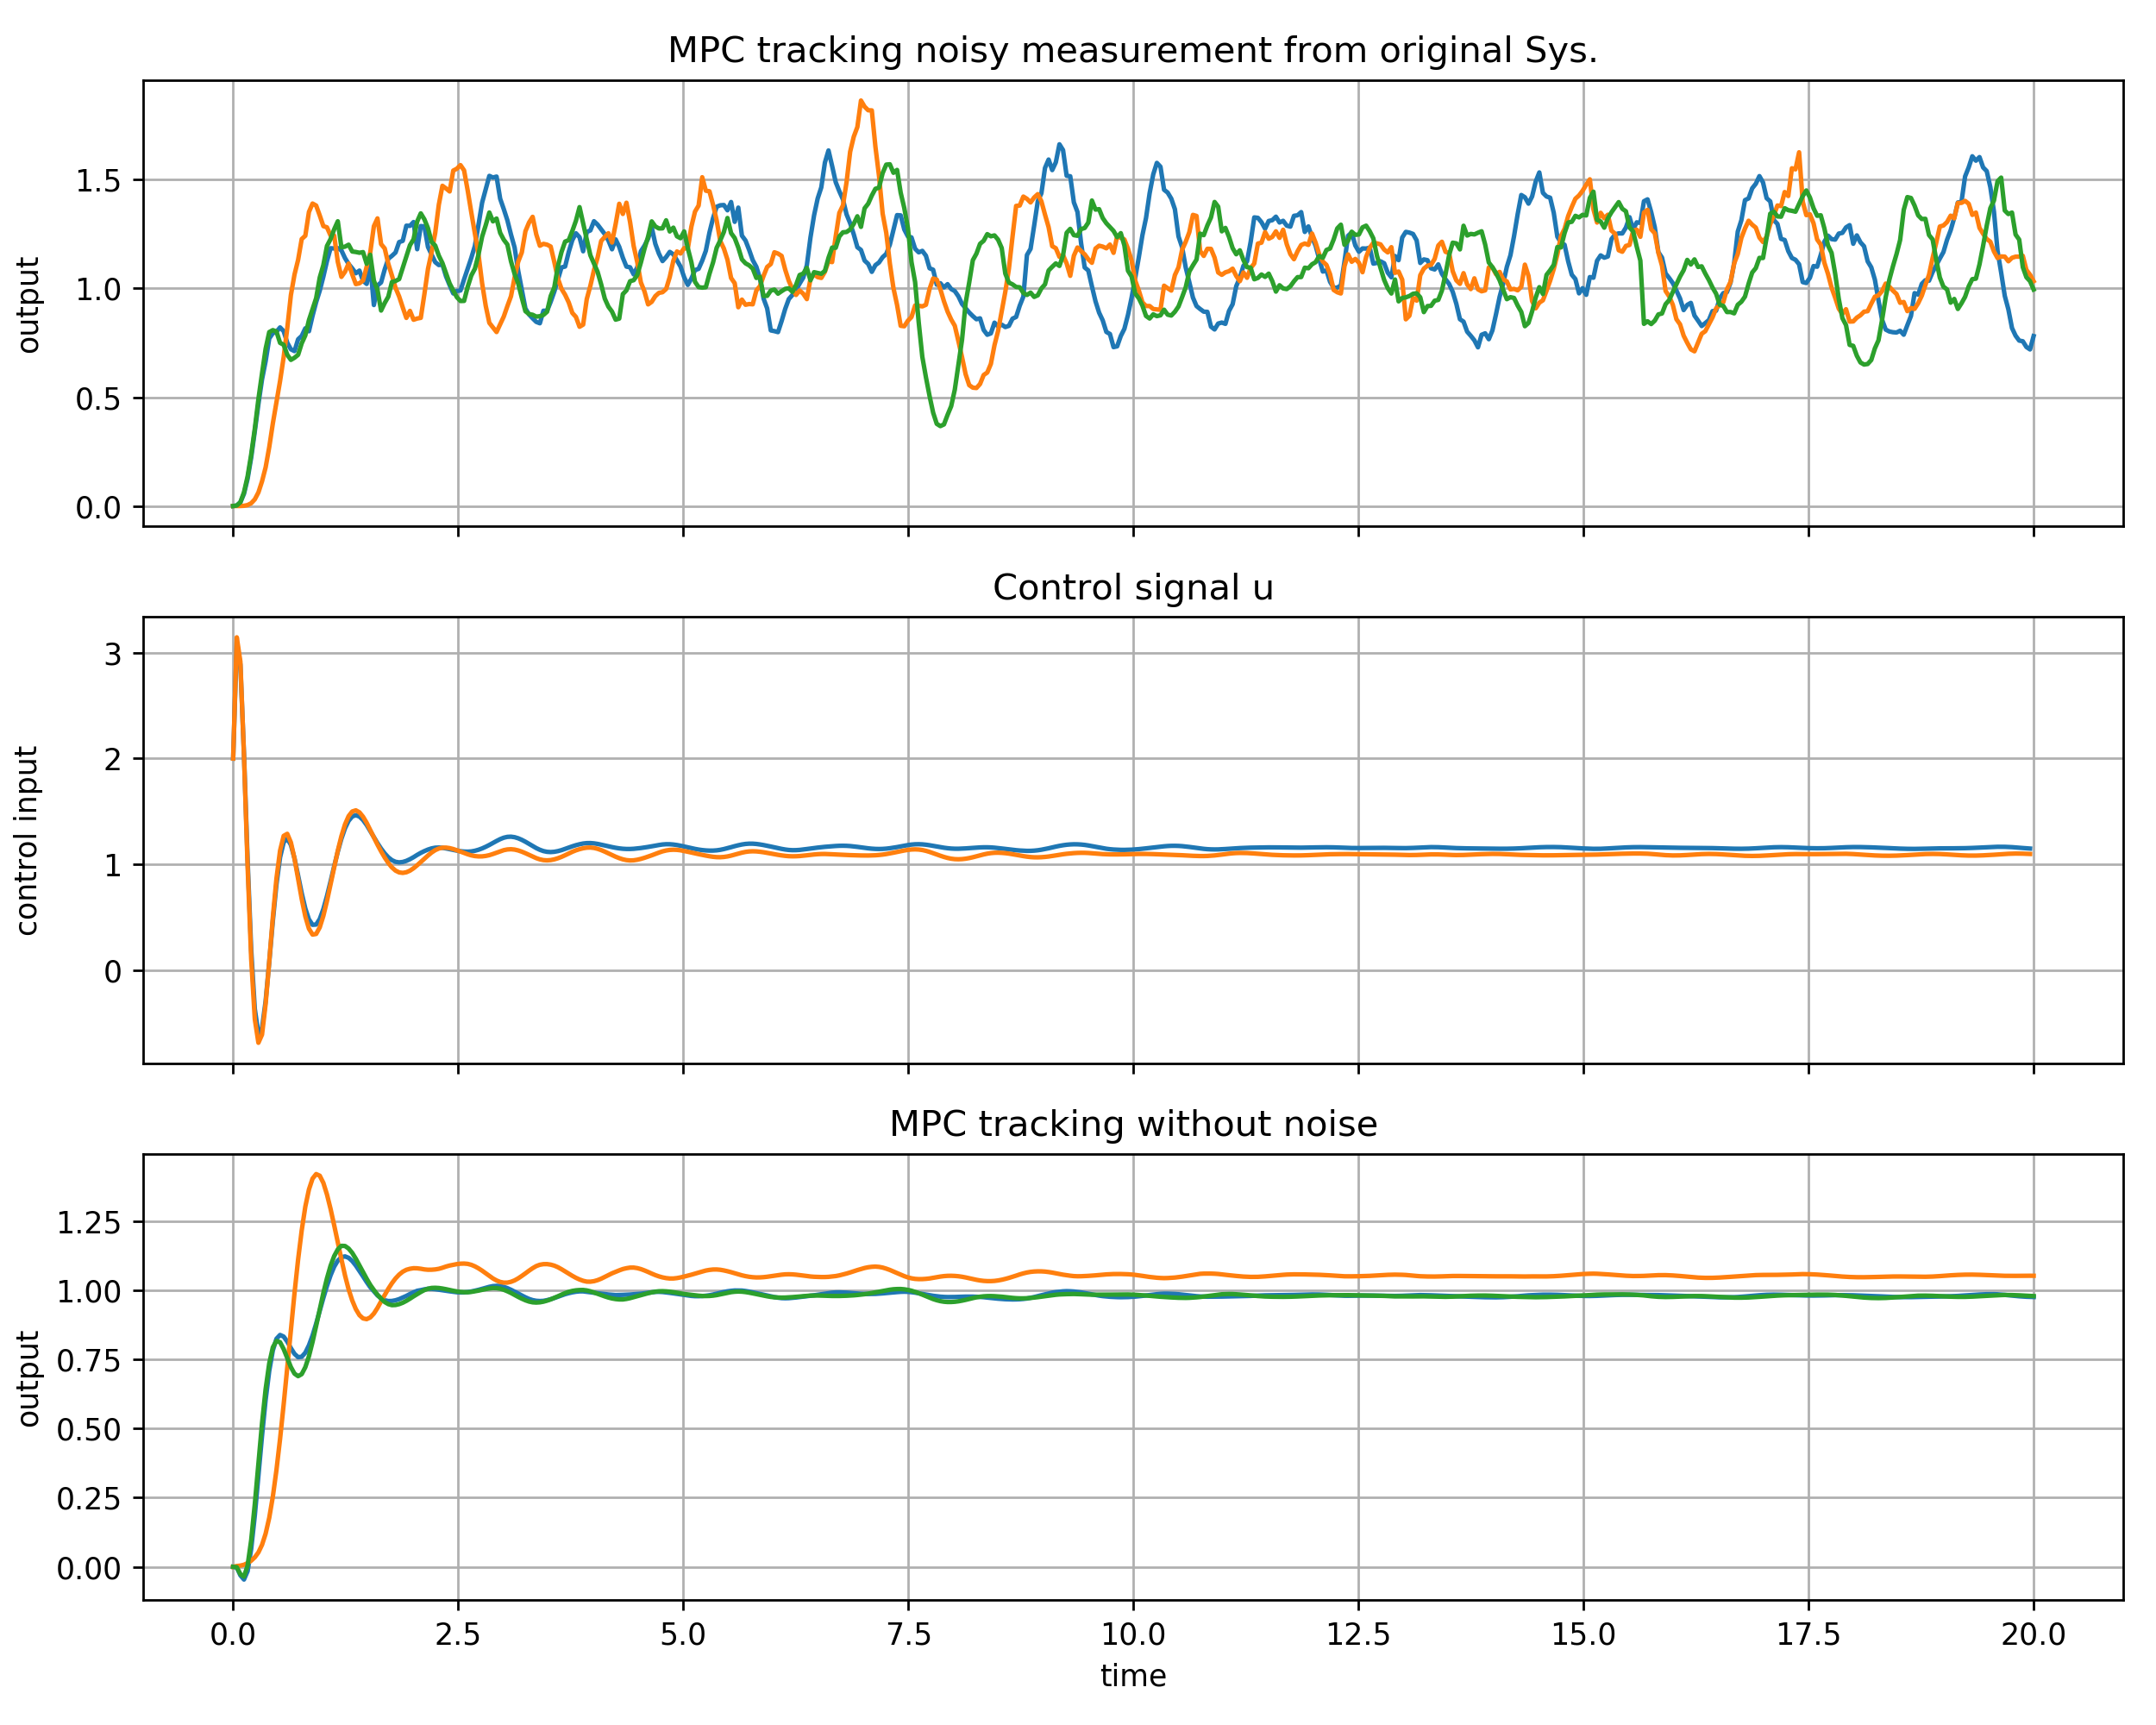 MPC tracking noisy measurement from original Sys.
output
1.5
1.0
0.5
0.0
Control signal u
control input
3
2
1
0
MPC tracking without noise
output
1.25
1.00
0.75
0.50
0.25
0.00
0.0 2.5 5.0 7.5 10.0 12.5 15.0 17.5 20.0
time